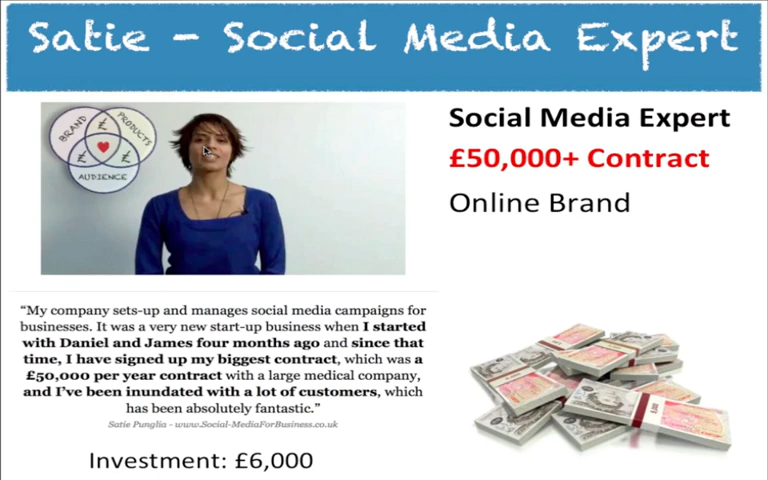 Satie – Social Media Expert
BRAND
PRODUCTS
£
£
£
AUDIENCE
Social Media Expert
£50,000+ Contract
Online Brand
“My company sets-up and manages social media campaigns for
businesses. It was a very new start-up business when I started
with Daniel and James four months ago and since that
time, I have signed up my biggest contract, which was a
£50,000 per year contract with a large medical company,
and I’ve been inundated with a lot of customers, which
has been absolutely fantastic.”
Satie Punglia – www.Social-MediaForBusiness.co.uk
Investment: £6,000